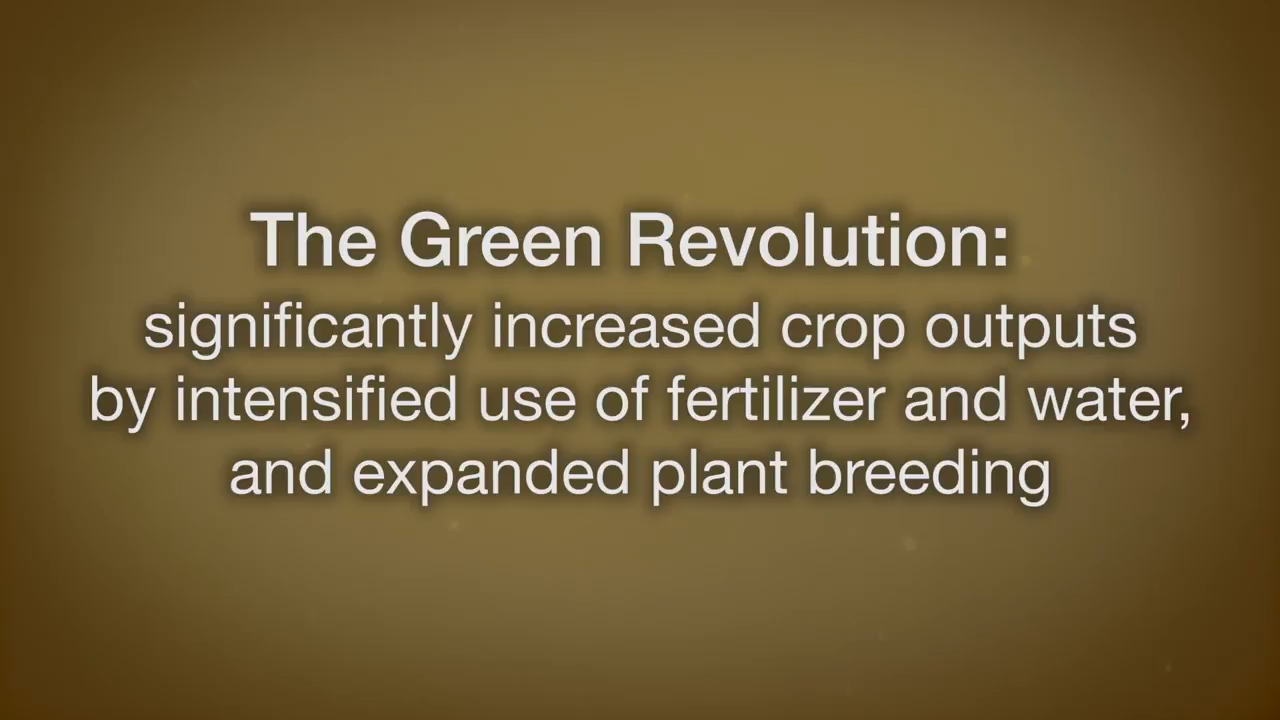 The Green Revolution:
significantly increased crop outputs
by intensified use of fertilizer and water,
and expanded plant breeding